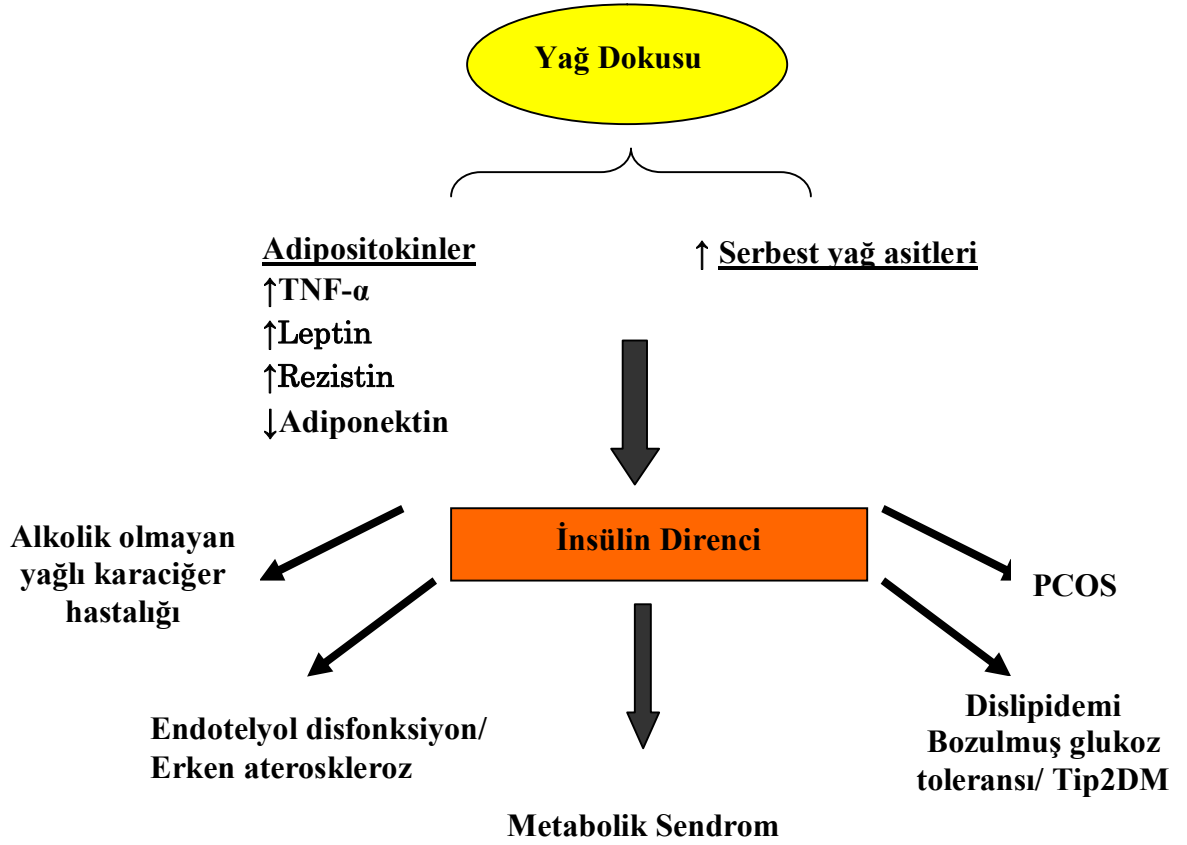 Yağ Dokusu
Adipositokinler
↑TNF-α
↑Leptin
↑Rezistin
↓Adiponektin
↑ Serbest yağ asitleri
İnsülin Direnci
Alkolik olmayan
yağlı karaciğer
hastalığı
PCOS
Endotelyol disfonksiyon/
Erken ateroskleroz
Dislipidemi
Bozulmuş glukoz
toleransı/ Tip2DM
Metabolik Sendrom